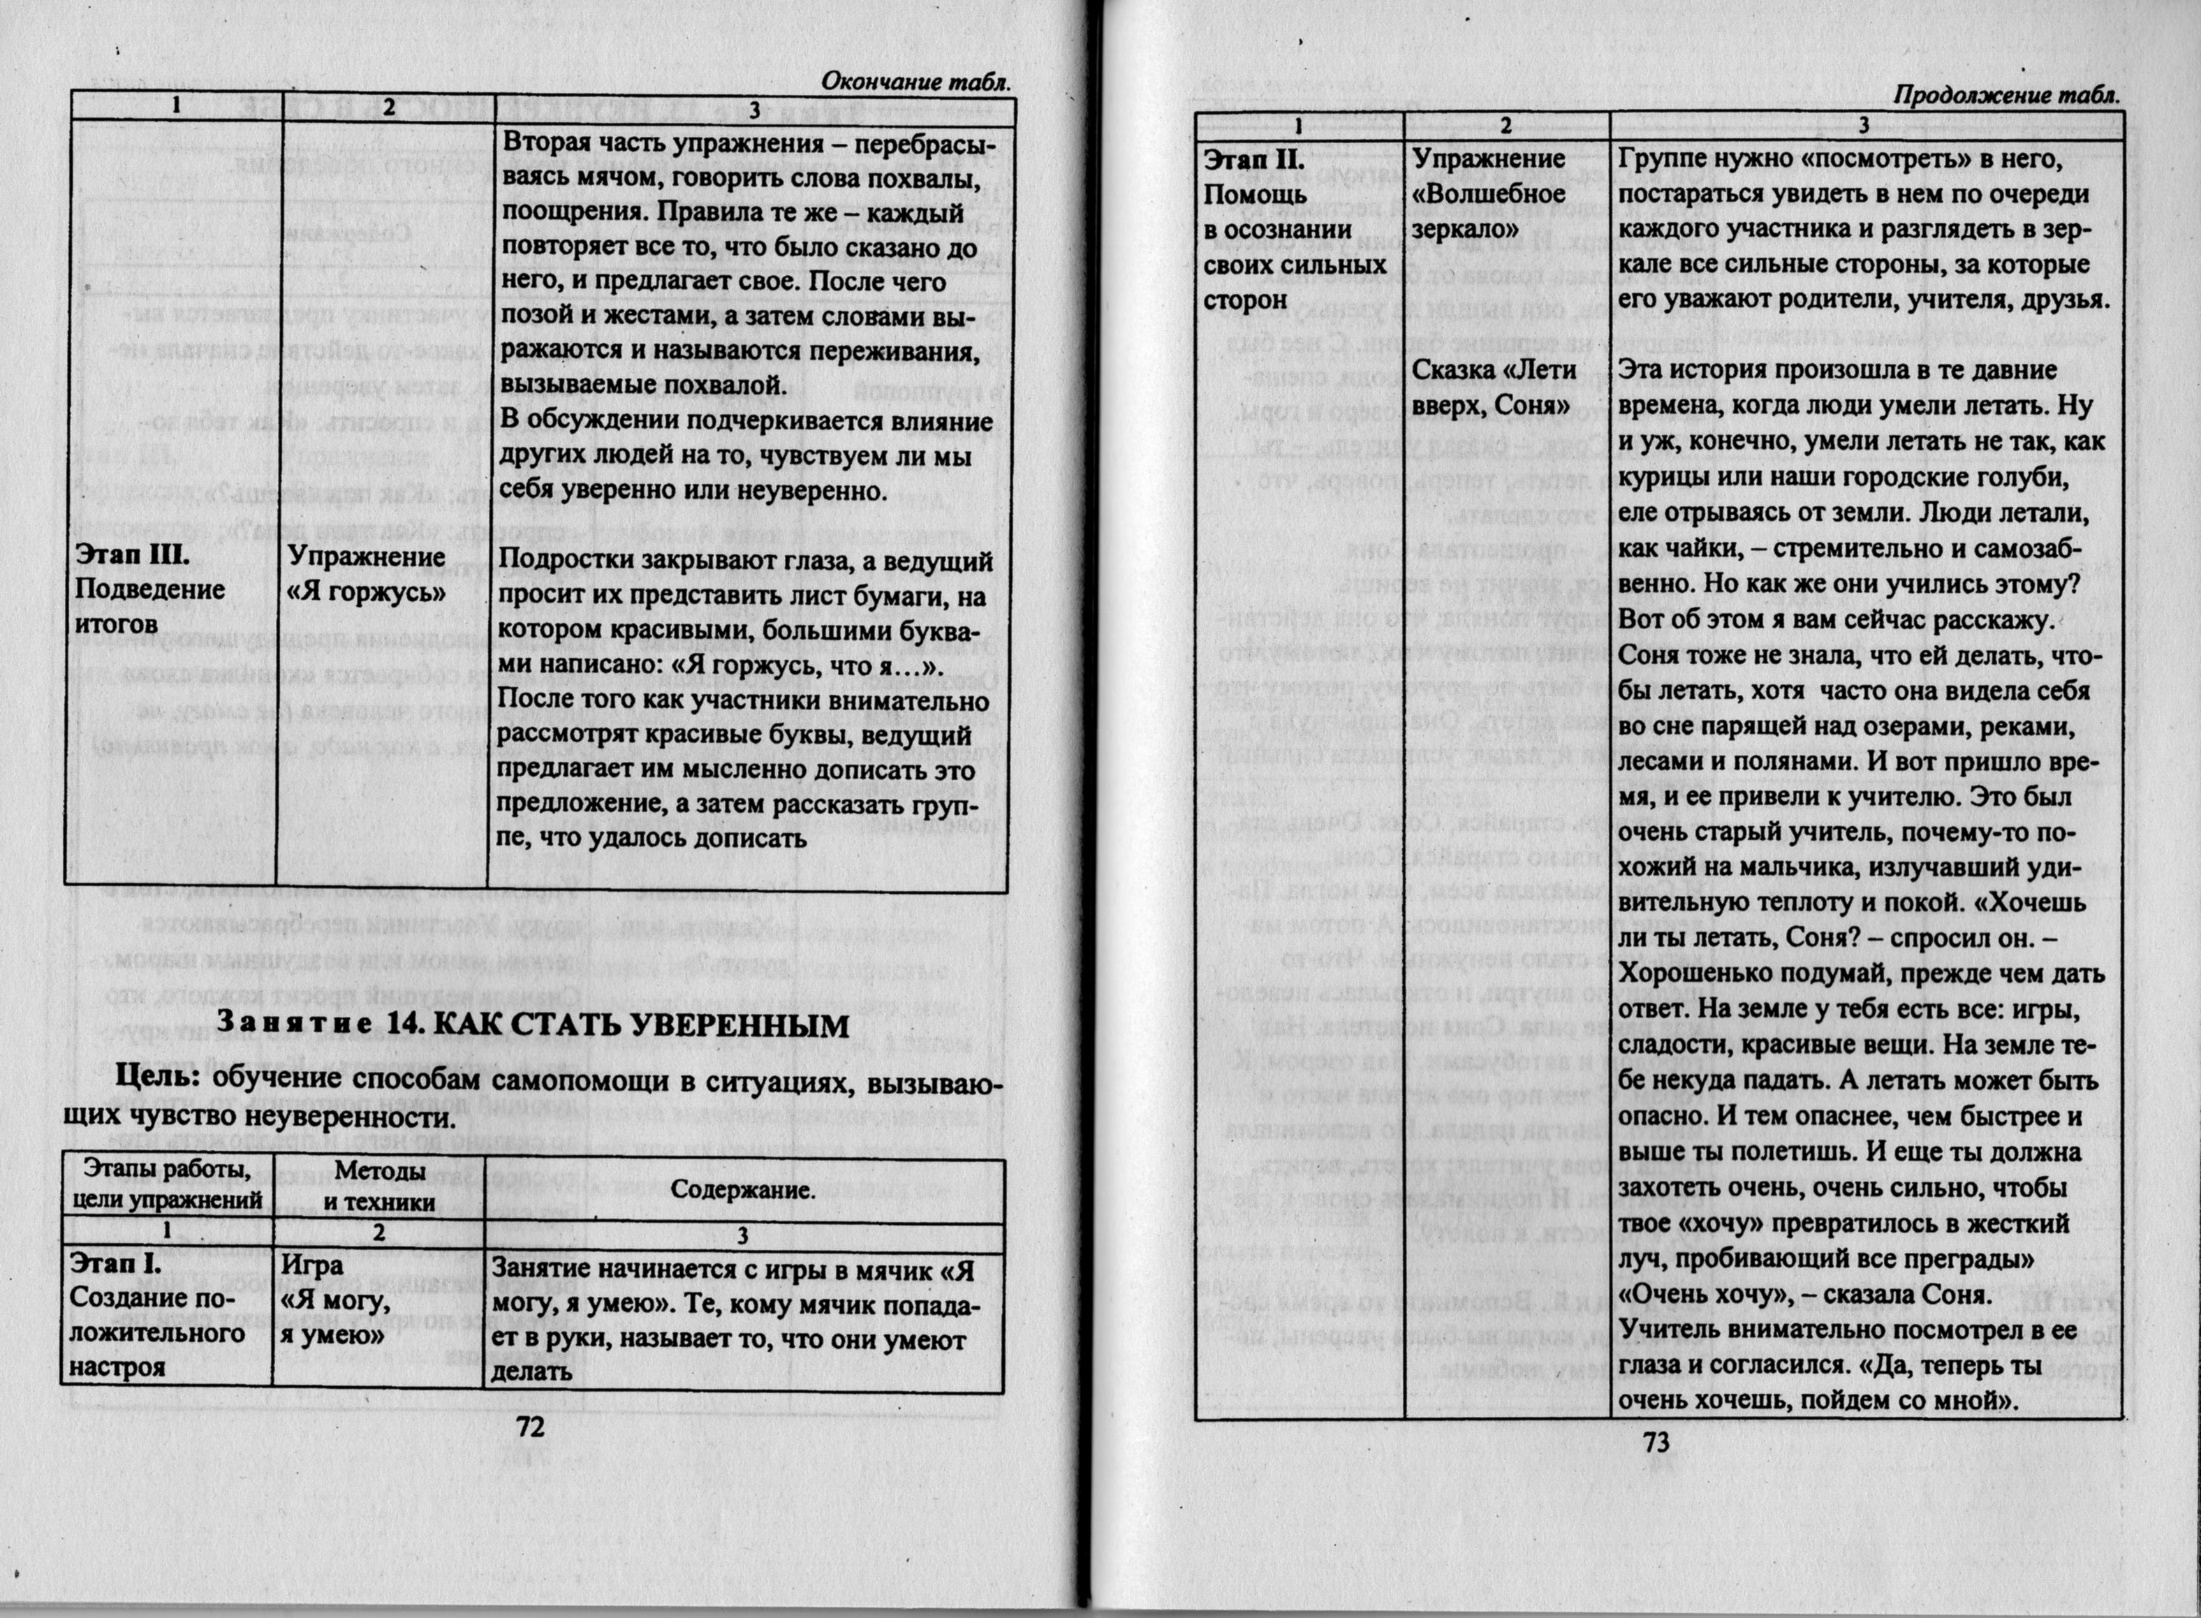 Окончание табл.
1 2 3
Вторая часть упражнения – перебрасы-
ваясь мячом, говорить слова похвалы,
поощрения. Правила те же – каждый
повторяет все то, что было сказано до
него, и предлагает свое. После чего
позой и жестами, а затем словами вы-
ражаются и называются переживания,
вызываемые похвалой.
В обсуждении подчеркивается влияние
других людей на то, чувствуем ли мы
себя уверенно или неуверенно.
Этап III.
Подведение
итогов
Упражнение
«Я горжусь»
Подростки закрывают глаза, а ведущий
просит их представить лист бумаги, на
котором красивыми, большими буква-
ми написано: «Я горжусь, что я...».
После того как участники внимательно
рассмотрят красивые буквы, ведущий
предлагает им мысленно дописать это
предложение, а затем рассказать груп-
пе, что удалось дописать
Занятие 14. КАК СТАТЬ УВЕРЕННЫМ
Цель: обучение способам самопомощи в ситуациях, вызываю-
щих чувство неуверенности.
Этапы работы,
цели упражнений
Методы
и техники
Содержание.
1 2 3
Этап I.
Создание по-
ложительного
настроя
Игра
«Я могу,
я умею»
Занятие начинается с игры в мячик «Я
могу, я умею». Те, кому мячик попада-
ет в руки, называет то, что они умеют
делать
72
Продолжение табл.
1 2 3
Этап II.
Помощь
в осознании
своих сильных
сторон
Упражнение
«Волшебное
зеркало»
Группе нужно «посмотреть» в него,
постараться увидеть в нем по очереди
каждого участника и разглядеть в зер-
кале все сильные стороны, за которые
его уважают родители, учителя, друзья.
Сказка «Лети
вверх, Соня»
Эта история произошла в те давние
времена, когда люди умели летать. Ну
и уж, конечно, умели летать не так, как
курицы или наши городские голуби,
еле отрываясь от земли. Люди летали,
как чайки, – стремительно и самозаб-
венно. Но как же они учились этому?
Вот об этом я вам сейчас расскажу.
Соня тоже не знала, что ей делать, что-
бы летать, хотя часто она видела себя
во сне парящей над озерами, реками,
лесами и полянами. И вот пришло вре-
мя, и ее привели к учителю. Это был
очень старый учитель, почему-то по-
хожий на мальчика, излучавший уди-
вительную теплоту и покой. «Хочешь
ли ты летать, Соня? – спросил он. –
Хорошенько подумай, прежде чем дать
ответ. На земле у тебя есть все: игры,
сладости, красивые вещи. На земле те-
бе некуда падать. А летать может быть
опасно. И тем опаснее, чем быстрее и
выше ты полетишь. И еще ты должна
захотеть очень, очень сильно, чтобы
твое «хочу» превратилось в жесткий
луч, пробивающий все преграды»
«Очень хочу», – сказала Соня.
Учитель внимательно посмотрел в ее
глаза и согласился. «Да, теперь ты
очень хочешь, пойдем со мной».
73